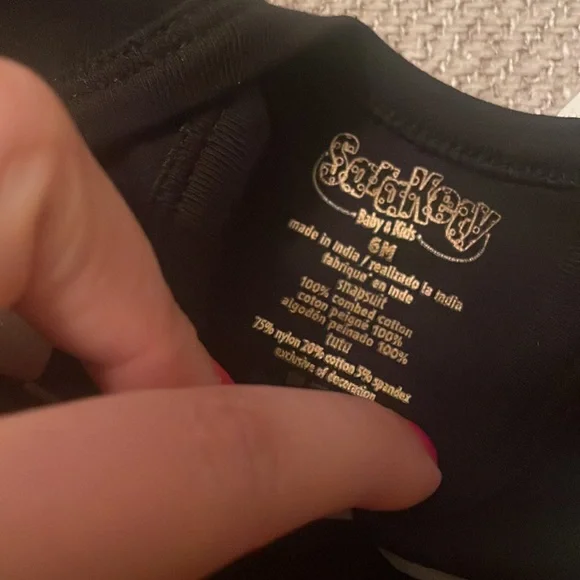 Sara Kety
Baby & Kids
6M
made in india / realizado la india
fabrique' en inde
snapsuit
100% combed cotton
coton peigné 100%
algodón peinado 100%
tutu
75% nylon 20% cotton 5% spandex
exclusive of decoration